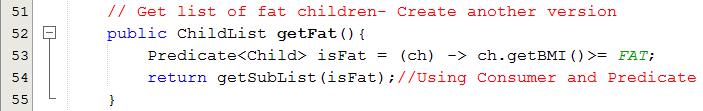 51 // Get list of fat children- Create another version
52 public ChildList getFat(){
53 Predicate<Child> isFat = (ch) -> ch.getBMI()>= FAT;
54 return getSubList(isFat);//Using Consumer and Predicate
55 }